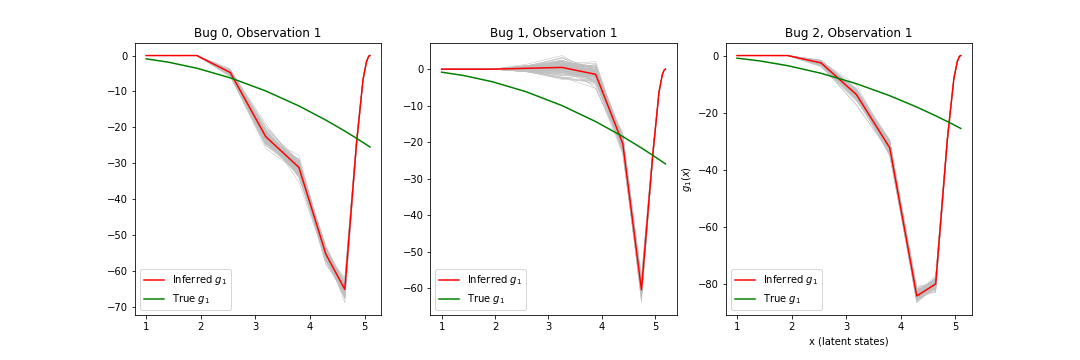 Bug 0, Observation 1
0
−10
−20
−30
−40
−50
−60
−70
1 2 3 4 5
Inferred g₁
True g₁
Bug 1, Observation 1
0
−10
−20
−30
−40
−50
−60
1 2 3 4 5
Inferred g₁
True g₁
Bug 2, Observation 1
g₁(x)
0
−20
−40
−60
−80
1 2 3 4 5
x (latent states)
Inferred g₁
True g₁